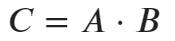 C = A · B